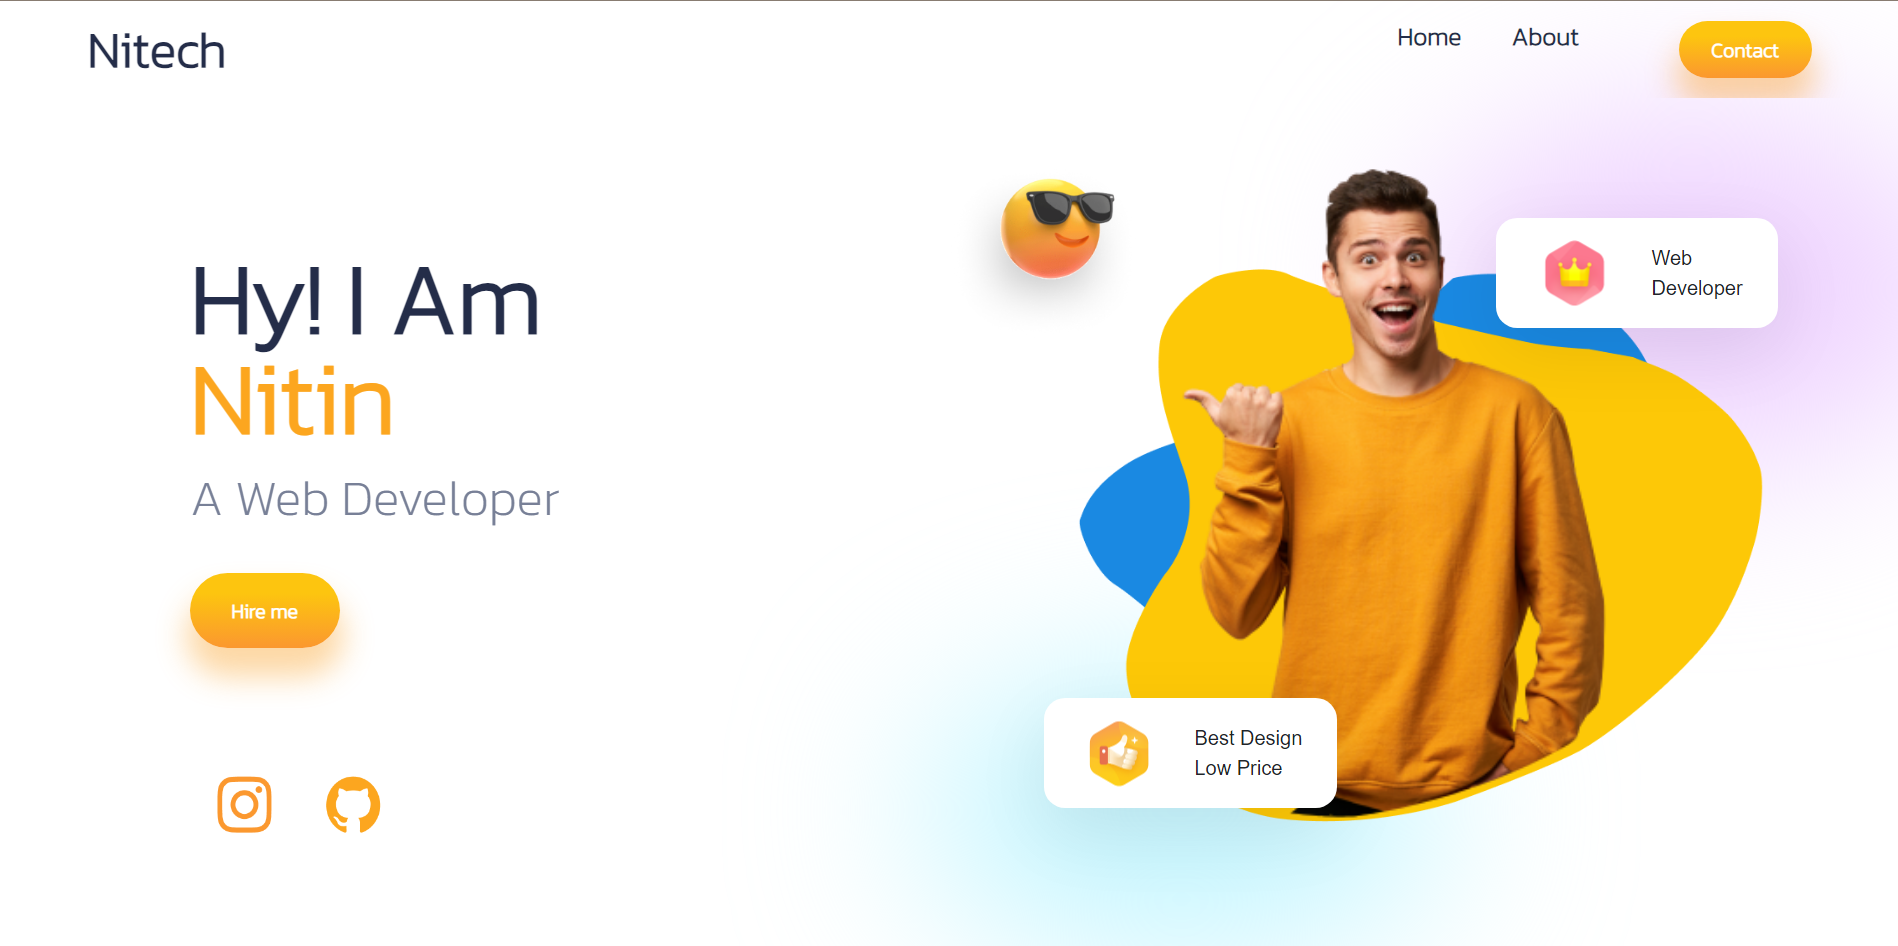 Nitech
Home
About
Contact
Hy! I Am
Nitin
A Web Developer
Hire me
Web
Developer
Best Design
Low Price